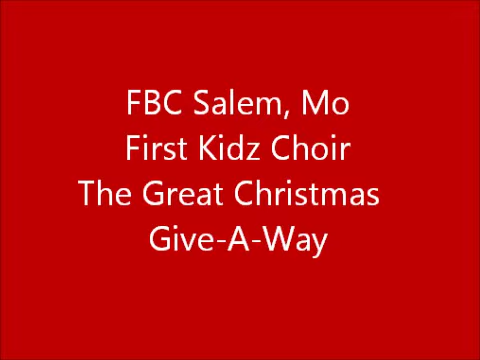 FBC Salem, Mo
First Kidz Choir
The Great Christmas
Give-A-Way